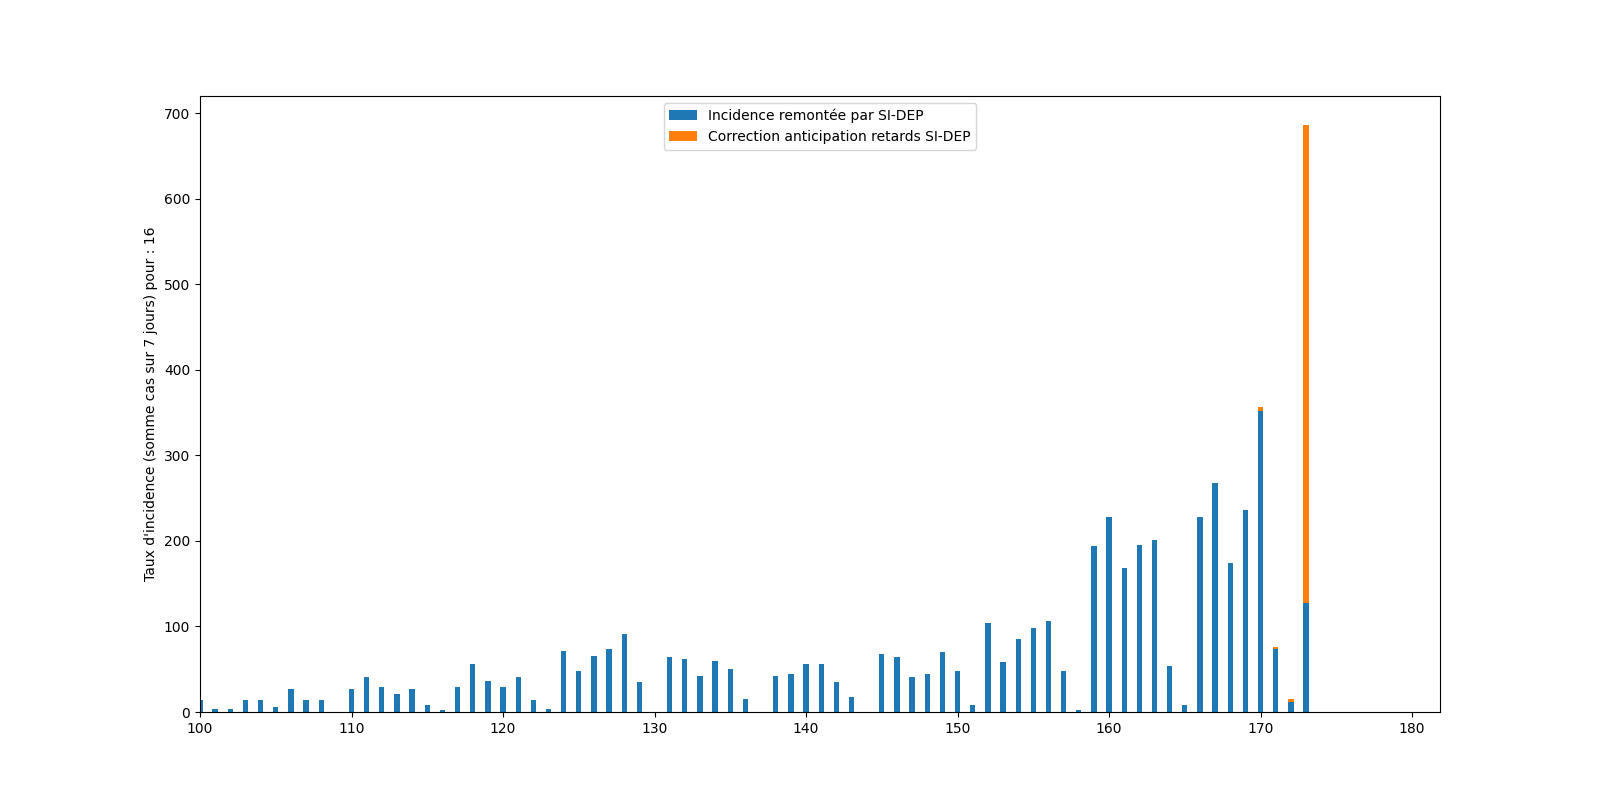 Incidence remontée par SI-DEP
Correction anticipation retards SI-DEP
Taux d'incidence (somme cas sur 7 jours) pour : 16
700
600
500
400
300
200
100
0
100 110 120 130 140 150 160 170 180